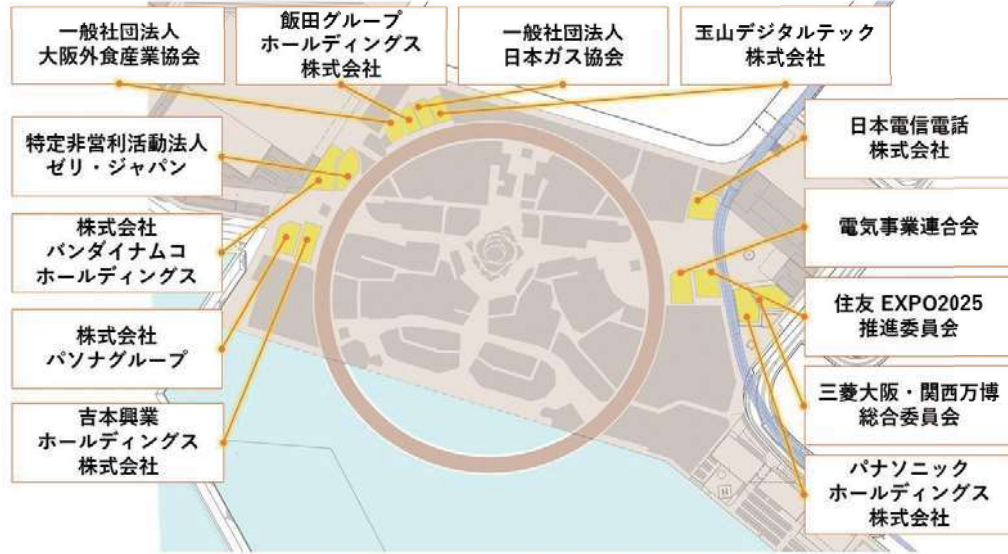 一般社団法人
大阪外食産業協会
飯田グループ
ホールディングス
株式会社
一般社団法人
日本ガス協会
玉山デジタルテック
株式会社
特定非営利活動法人
ゼリ・ジャパン
株式会社
バンダイナムコ
ホールディングス
株式会社
パソナグループ
吉本興業
ホールディングス
株式会社
日本電信電話
株式会社
電気事業連合会
住友 EXPO2025
推進委員会
三菱大阪・関西万博
総合委員会
パナソニック
ホールディングス
株式会社
N